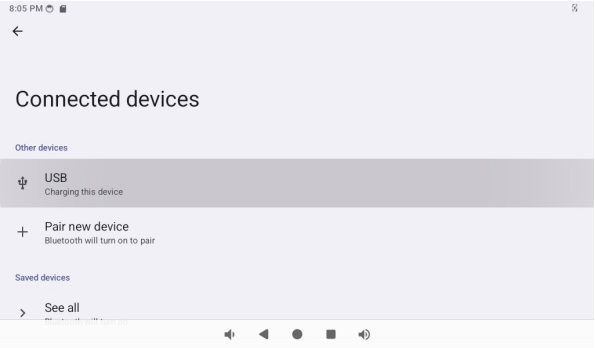 8:05 PM
Connected devices
Other devices
USB
Charging this device
Pair new device
Bluetooth will turn on to pair
Saved devices
See all